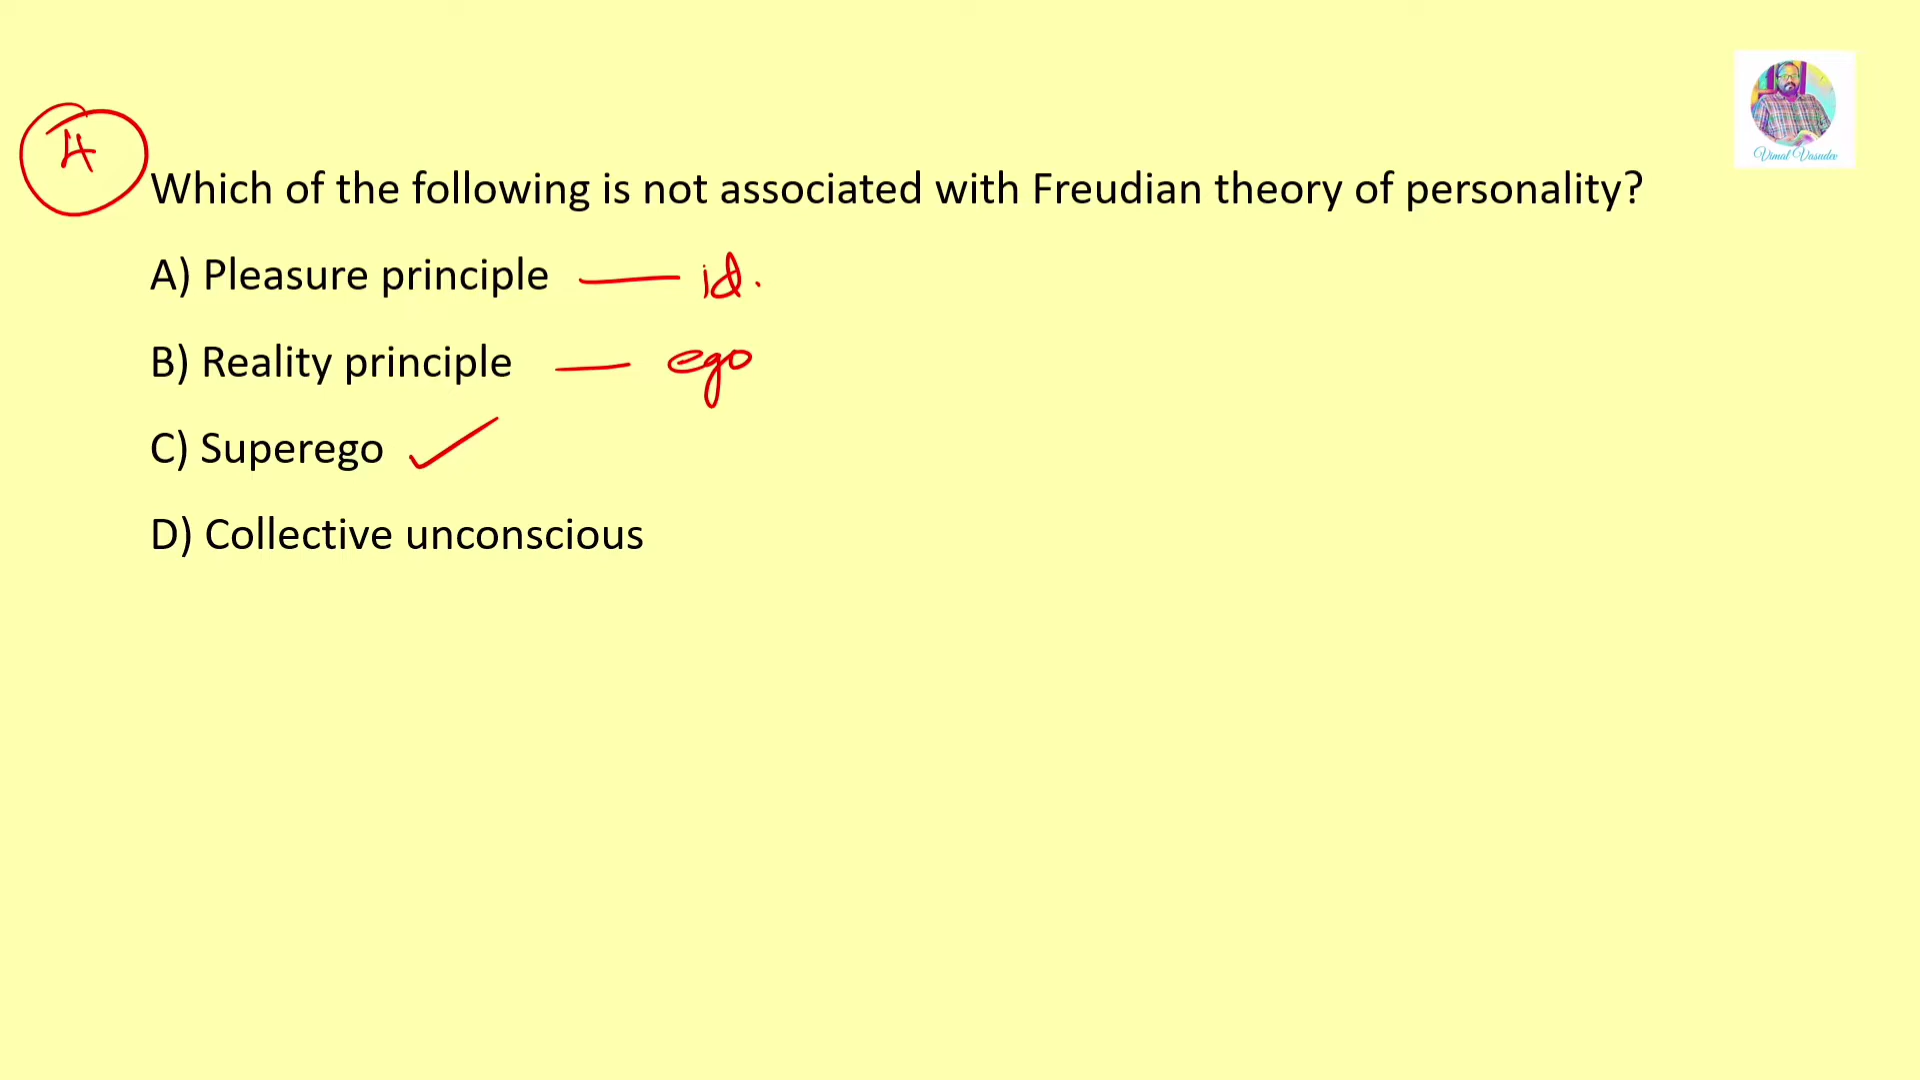 Vimal Vasudev
4
Which of the following is not associated with Freudian theory of personality?
A) Pleasure principle — id.
B) Reality principle — ego
C) Superego ✓
D) Collective unconscious